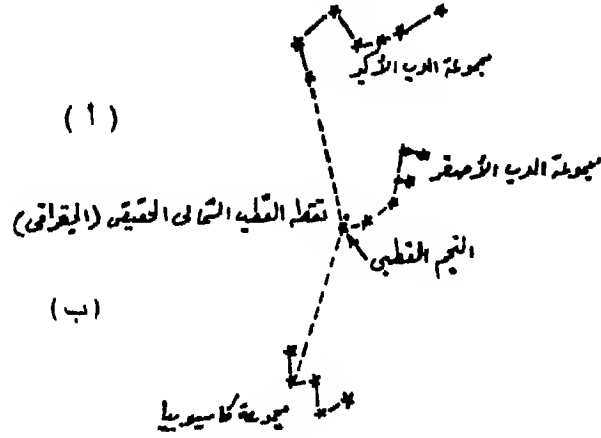 مجموعة الدب الأكبر
( أ )
مجموعة الدب الأصغر
نقطة القطب الشمالى الحقيقى (الجغرافى)
النجم القطبى
( ب )
مجموعة كاسيوبيا